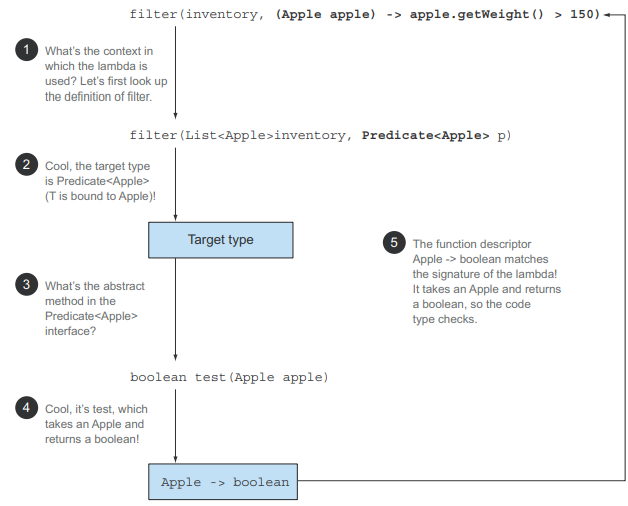 filter(inventory, (Apple apple) -> apple.getWeight() > 150)
1
What's the context in
which the lambda is
used? Let's first look up
the definition of filter.
filter(List<Apple>inventory, Predicate<Apple> p)
2
Cool, the target type
is Predicate<Apple>
(T is bound to Apple)!
Target type
3
What's the abstract
method in the
Predicate<Apple>
interface?
boolean test(Apple apple)
4
Cool, it's test, which
takes an Apple and
returns a boolean!
Apple -> boolean
5
The function descriptor
Apple -> boolean matches
the signature of the lambda!
It takes an Apple and returns
a boolean, so the code
type checks.